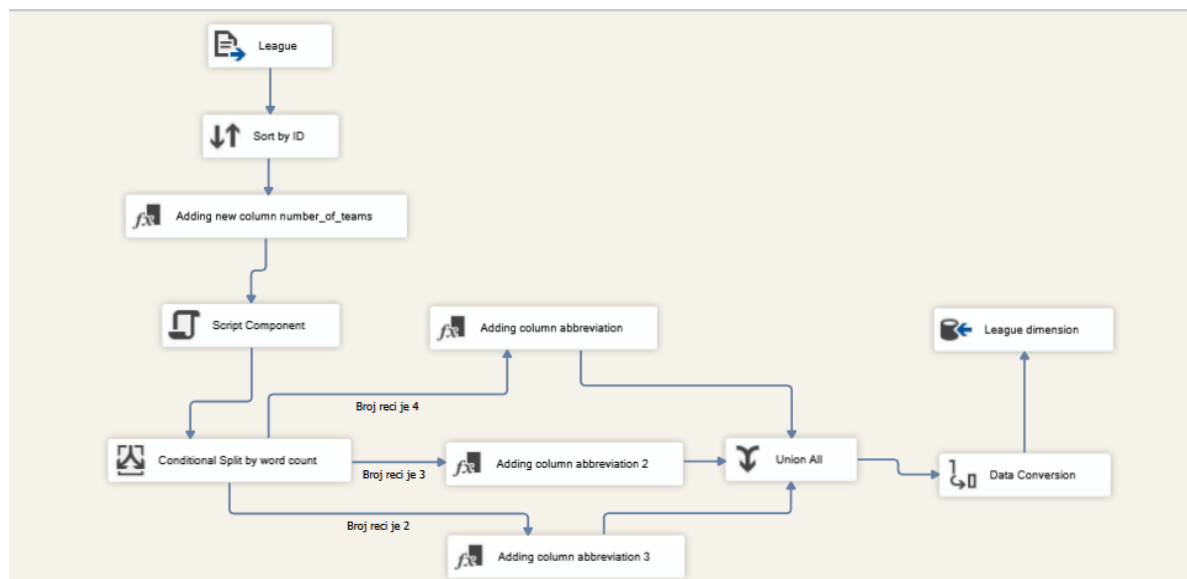 League
Sort by ID
Adding new column number_of_teams
Script Component
Adding column abbreviation
League dimension
Broj reci je 4
Conditional Split by word count
Broj reci je 3
Adding column abbreviation 2
Union All
Data Conversion
Broj reci je 2
Adding column abbreviation 3